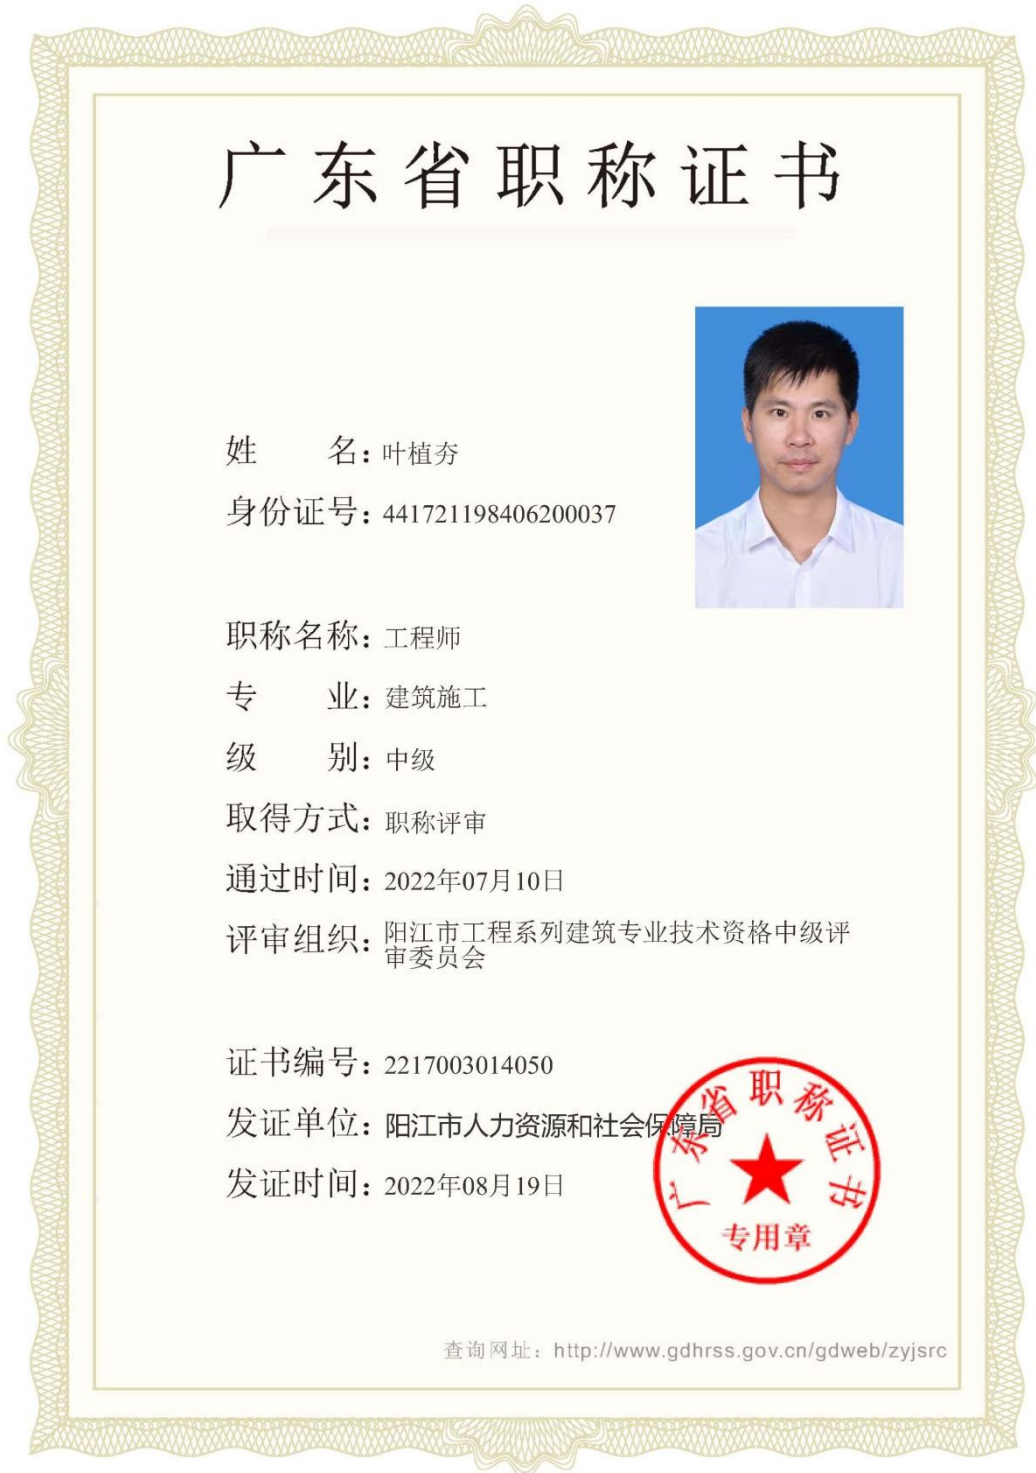 广东省职称证书
姓 名：叶植夯
身份证号：441721198406200037
职称名称：工程师
专 业：建筑施工
级 别：中级
取得方式：职称评审
通过时间：2022年07月10日
评审组织：阳江市工程系列建筑专业技术资格中级评
审委员会
证书编号：2217003014050
发证单位：阳江市人力资源和社会保障局
发证时间：2022年08月19日
广东省职称证书
专用章
查询网址：http://www.gdhrss.gov.cn/gdweb/zyjsrc